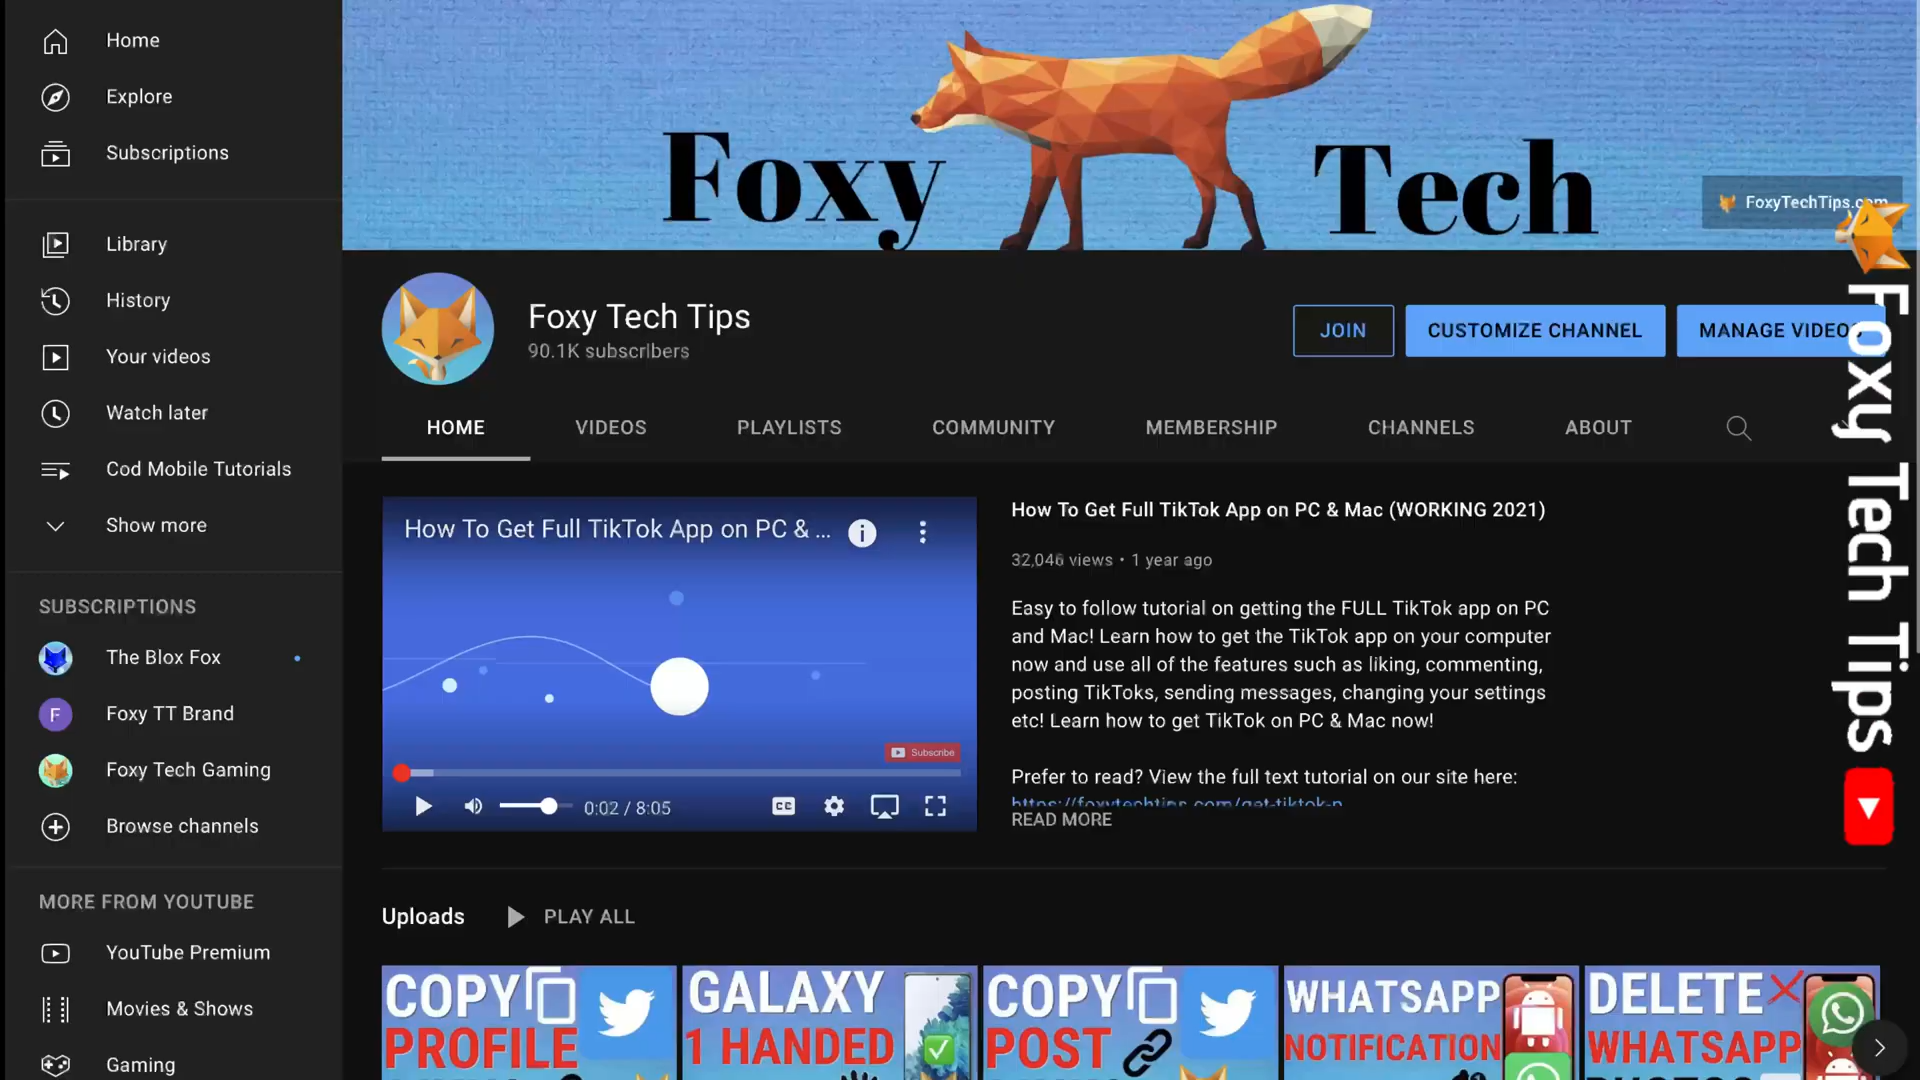 Home
Explore
Subscriptions
Library
History
Your videos
Watch later
Cod Mobile Tutorials
Show more
SUBSCRIPTIONS
The Blox Fox
F
Foxy TT Brand
Foxy Tech Gaming
Browse channels
MORE FROM YOUTUBE
YouTube Premium
Movies & Shows
Gaming
Foxy Tech
FoxyTechTips.com
Foxy Tech Tips
90.1K subscribers
JOIN
CUSTOMIZE CHANNEL
MANAGE VIDEO
HOME
VIDEOS
PLAYLISTS
COMMUNITY
MEMBERSHIP
CHANNELS
ABOUT
How To Get Full TikTok App on PC & ...
Subscribe
0:02 / 8:05
CC
How To Get Full TikTok App on PC & Mac (WORKING 2021)
32,046 views • 1 year ago
Easy to follow tutorial on getting the FULL TikTok app on PC
and Mac! Learn how to get the TikTok app on your computer
now and use all of the features such as liking, commenting,
posting TikToks, sending messages, changing your settings
etc! Learn how to get TikTok on PC & Mac now!
Prefer to read? View the full text tutorial on our site here:
https://foxytechtips.com/get-tiktok-p
READ MORE
Foxy Tech Tips
Uploads
PLAY ALL
COPY
PROFILE
GALAXY
1 HANDED
COPY
POST
WHATSAPP
NOTIFICATION
DELETE
WHATSAPP